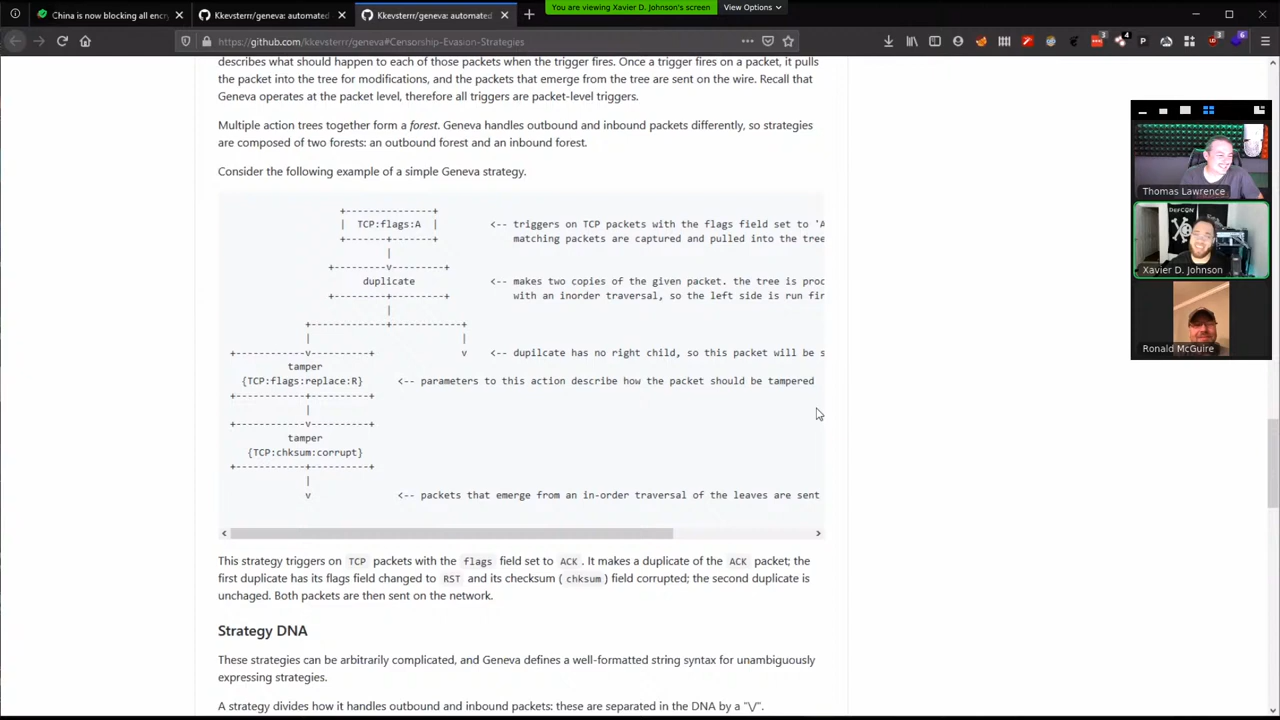 China is now blocking all enc
Kkevsterrr/geneva: automated
Kkevsterrr/geneva: automated
You are viewing Xavier D. Johnson's screen
View Options
https://github.com/kkevsterrr/geneva#Censorship-Evasion-Strategies
describes what should happen to each of those packets when the trigger fires. Once a trigger fires on a packet, it pulls
the packet into the tree for modifications, and the packets that emerge from the tree are sent on the wire. Recall that
Geneva operates at the packet level, therefore all triggers are packet-level triggers.
Multiple action trees together form a forest. Geneva handles outbound and inbound packets differently, so strategies
are composed of two forests: an outbound forest and an inbound forest.
Consider the following example of a simple Geneva strategy.
+---------------+
| TCP:flags:A | <-- triggers on TCP packets with the flags field set to 'A
+-------+-------+ matching packets are captured and pulled into the tree
|
+---------v---------+
duplicate <-- makes two copies of the given packet. the tree is proc
+---------+---------+ with an inorder traversal, so the left side is run fir
|
+-------------+------------+
| |
+------------v------------+ v <-- dupilcate has no right child, so this packet will be s
tamper
{TCP:flags:replace:R} <-- parameters to this action describe how the packet should be tampered
+------------+------------+
|
+------------v------------+
tamper
{TCP:chksum:corrupt}
+------------+------------+
|
v <-- packets that emerge from an in-order traversal of the leaves are sent
This strategy triggers on TCP packets with the flags field set to ACK. It makes a duplicate of the ACK packet; the
first duplicate has its flags field changed to RST and its checksum (chksum) field corrupted; the second duplicate is
unchaged. Both packets are then sent on the network.
Strategy DNA
These strategies can be arbitrarily complicated, and Geneva defines a well-formatted string syntax for unambiguously
expressing strategies.
A strategy divides how it handles outbound and inbound packets: these are separated in the DNA by a "\/".
Thomas Lawrence
DEFCON
Xavier D. Johnson
Ronald McGuire